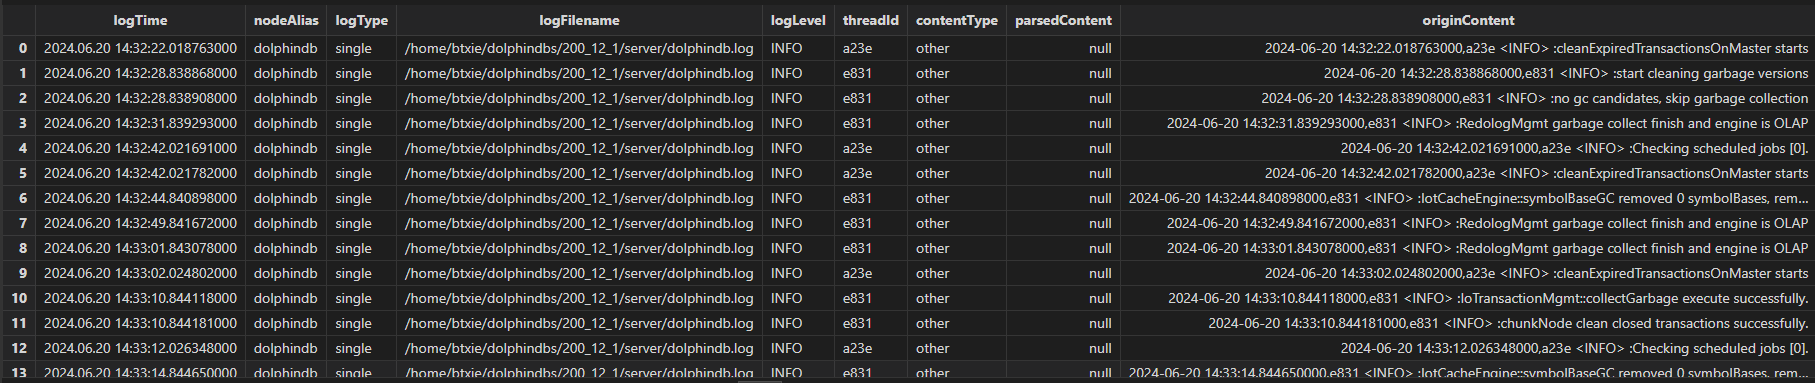 logTime nodeAlias logType logFilename logLevel threadId contentType parsedContent originContent
0 2024.06.20 14:32:22.018763000 dolphindb single /home/btxie/dolphindbs/200_12_1/server/dolphindb.log INFO a23e other null 2024-06-20 14:32:22.018763000,a23e <INFO> :cleanExpiredTransactionsOnMaster starts
1 2024.06.20 14:32:28.838868000 dolphindb single /home/btxie/dolphindbs/200_12_1/server/dolphindb.log INFO e831 other null 2024-06-20 14:32:28.838868000,e831 <INFO> :start cleaning garbage versions
2 2024.06.20 14:32:28.838908000 dolphindb single /home/btxie/dolphindbs/200_12_1/server/dolphindb.log INFO e831 other null 2024-06-20 14:32:28.838908000,e831 <INFO> :no gc candidates, skip garbage collection
3 2024.06.20 14:32:31.839293000 dolphindb single /home/btxie/dolphindbs/200_12_1/server/dolphindb.log INFO e831 other null 2024-06-20 14:32:31.839293000,e831 <INFO> :RedologMgmt garbage collect finish and engine is OLAP
4 2024.06.20 14:32:42.021691000 dolphindb single /home/btxie/dolphindbs/200_12_1/server/dolphindb.log INFO a23e other null 2024-06-20 14:32:42.021691000,a23e <INFO> :Checking scheduled jobs [0].
5 2024.06.20 14:32:42.021782000 dolphindb single /home/btxie/dolphindbs/200_12_1/server/dolphindb.log INFO a23e other null 2024-06-20 14:32:42.021782000,a23e <INFO> :cleanExpiredTransactionsOnMaster starts
6 2024.06.20 14:32:44.840898000 dolphindb single /home/btxie/dolphindbs/200_12_1/server/dolphindb.log INFO e831 other null 2024-06-20 14:32:44.840898000,e831 <INFO> :IotCacheEngine::symbolBaseGC removed 0 symbolBases, rem...
7 2024.06.20 14:32:49.841672000 dolphindb single /home/btxie/dolphindbs/200_12_1/server/dolphindb.log INFO e831 other null 2024-06-20 14:32:49.841672000,e831 <INFO> :RedologMgmt garbage collect finish and engine is OLAP
8 2024.06.20 14:33:01.843078000 dolphindb single /home/btxie/dolphindbs/200_12_1/server/dolphindb.log INFO e831 other null 2024-06-20 14:33:01.843078000,e831 <INFO> :RedologMgmt garbage collect finish and engine is OLAP
9 2024.06.20 14:33:02.024802000 dolphindb single /home/btxie/dolphindbs/200_12_1/server/dolphindb.log INFO a23e other null 2024-06-20 14:33:02.024802000,a23e <INFO> :cleanExpiredTransactionsOnMaster starts
10 2024.06.20 14:33:10.844118000 dolphindb single /home/btxie/dolphindbs/200_12_1/server/dolphindb.log INFO e831 other null 2024-06-20 14:33:10.844118000,e831 <INFO> :IoTransactionMgmt::collectGarbage execute successfully.
11 2024.06.20 14:33:10.844181000 dolphindb single /home/btxie/dolphindbs/200_12_1/server/dolphindb.log INFO e831 other null 2024-06-20 14:33:10.844181000,e831 <INFO> :chunkNode clean closed transactions successfully.
12 2024.06.20 14:33:12.026348000 dolphindb single /home/btxie/dolphindbs/200_12_1/server/dolphindb.log INFO a23e other null 2024-06-20 14:33:12.026348000,a23e <INFO> :Checking scheduled jobs [0].
13 2024.06.20 14:33:14.844650000 dolphindb single /home/btxie/dolphindbs/200_12_1/server/dolphindb.log INFO e831 other null 2024-06-20 14:33:14.844650000,e831 <INFO> :IotCacheEngine::symbolBaseGC removed 0 symbolBases, rem...